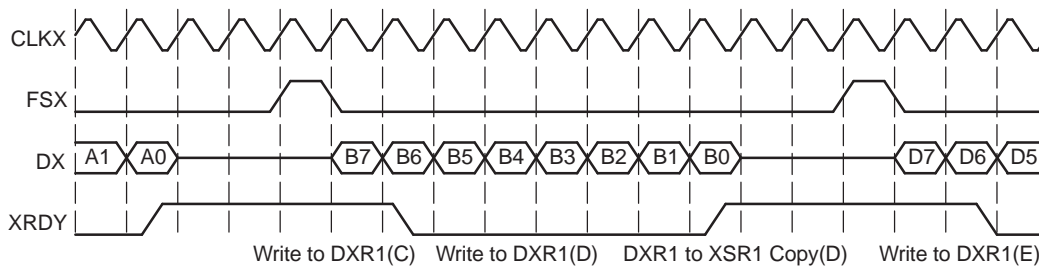 CLKX
FSX
DX A1 A0 B7 B6 B5 B4 B3 B2 B1 B0 D7 D6 D5
XRDY
Write to DXR1(C) Write to DXR1(D) DXR1 to XSR1 Copy(D) Write to DXR1(E)